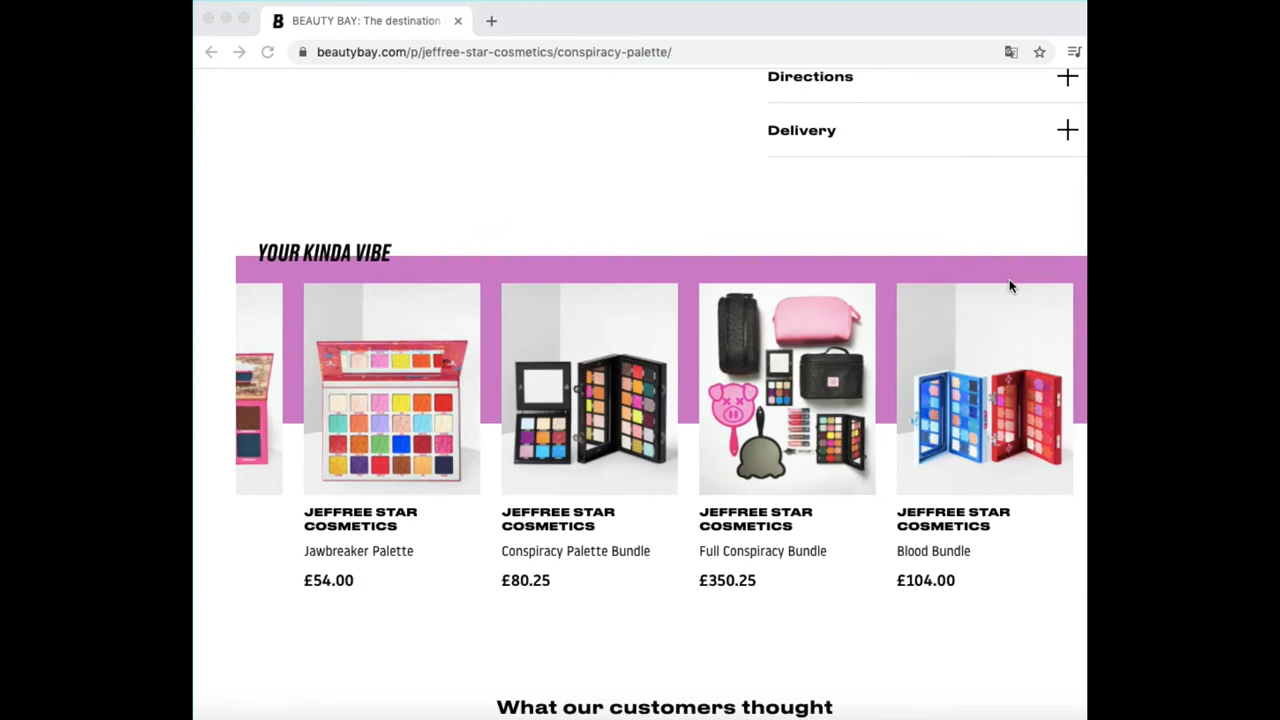 BEAUTY BAY: The destination
beautybay.com/p/jeffree-star-cosmetics/conspiracy-palette/
Directions
Delivery
YOUR KINDA VIBE
JEFFREE STAR
COSMETICS
Jawbreaker Palette
£54.00
JEFFREE STAR
COSMETICS
Conspiracy Palette Bundle
£80.25
JEFFREE STAR
COSMETICS
Full Conspiracy Bundle
£350.25
JEFFREE STAR
COSMETICS
Blood Bundle
£104.00
What our customers thought